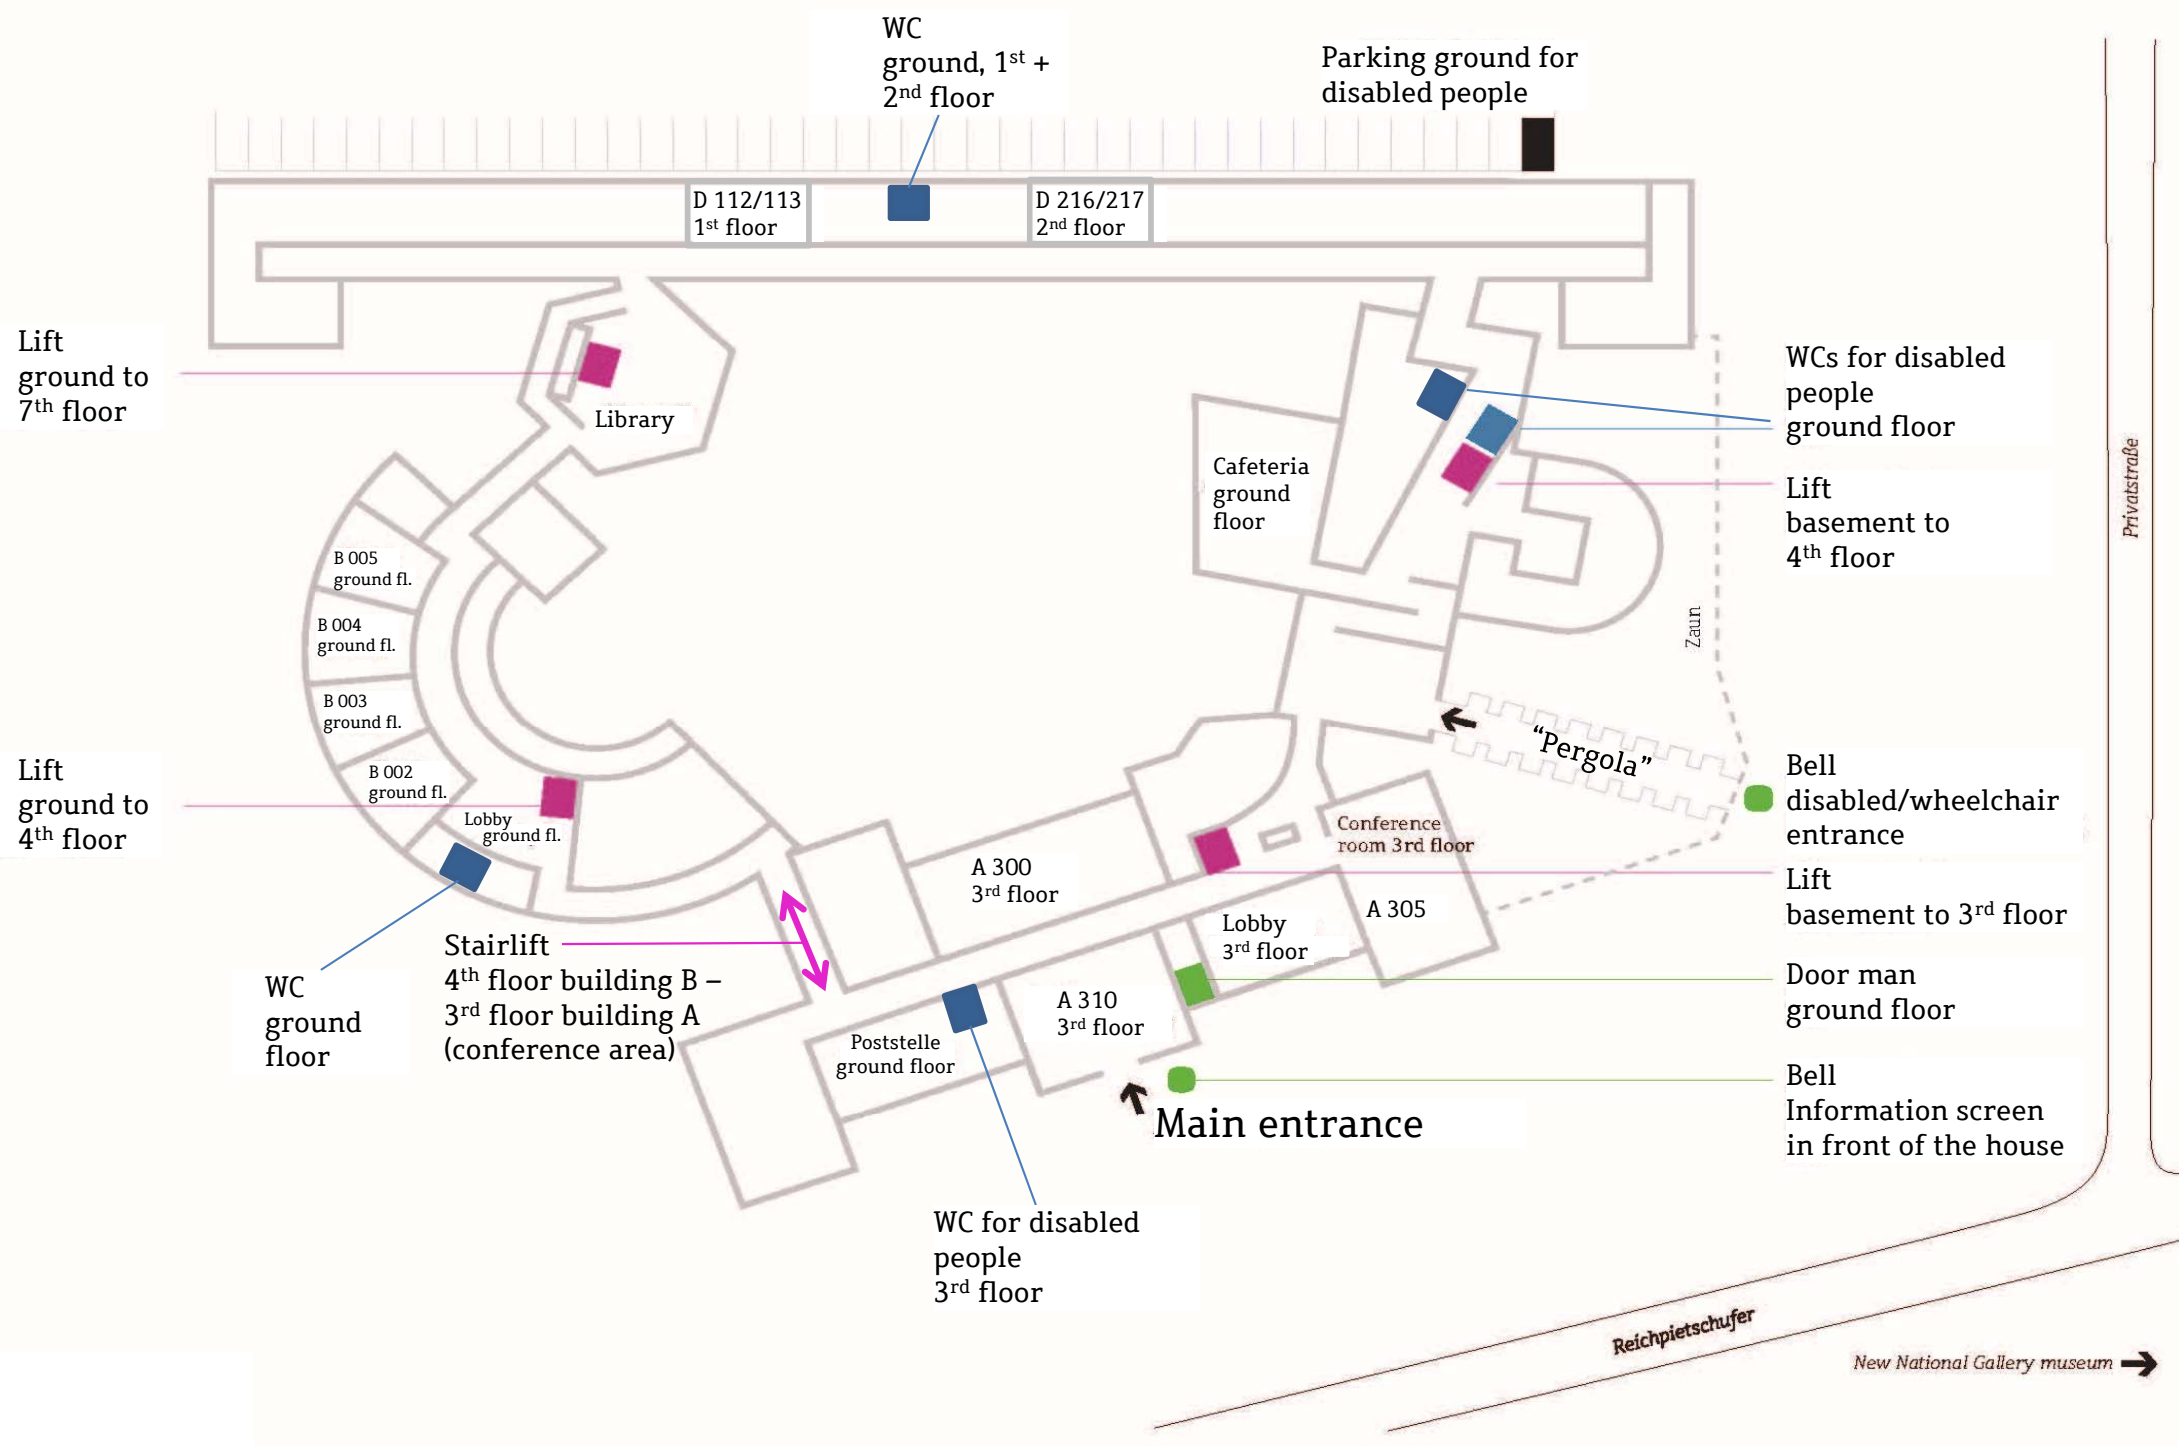 WC
ground, 1st +
2nd floor
Parking ground for
disabled people
D 112/113
1st floor
D 216/217
2nd floor
Lift
ground to
7th floor
Library
WCs for disabled
people
ground floor
Cafeteria
ground
floor
Lift
basement to
4th floor
Privatstraße
B 005
ground fl.
B 004
ground fl.
B 003
ground fl.
B 002
ground fl.
Zaun
"Pergola"
Lift
ground to
4th floor
Lobby
ground fl.
Bell
disabled/wheelchair
entrance
Conference
room 3rd floor
A 300
3rd floor
Lift
basement to 3rd floor
A 305
Lobby
3rd floor
Stairlift
4th floor building B –
3rd floor building A
(conference area)
WC
ground
floor
Door man
ground floor
A 310
3rd floor
Poststelle
ground floor
Bell
Information screen
in front of the house
Main entrance
WC for disabled
people
3rd floor
Reichpietschufer
New National Gallery museum